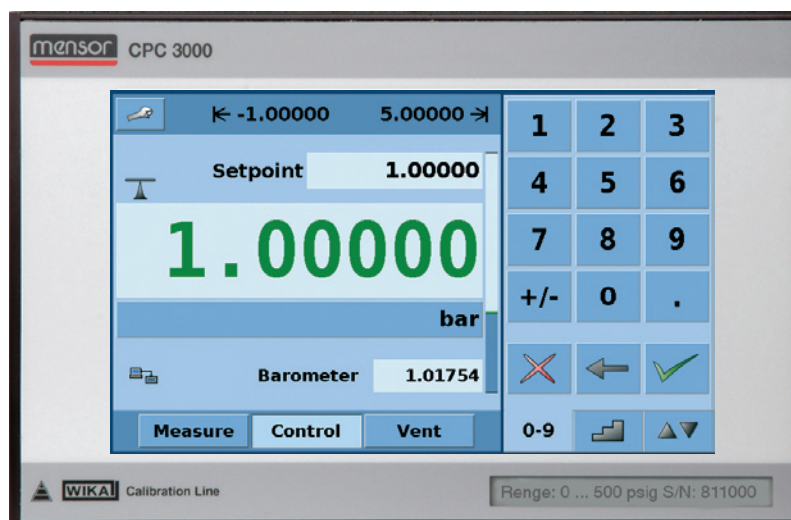 mensor CPC 3000
-1.00000 5.00000
Setpoint 1.00000
1.00000
bar
Barometer 1.01754
Measure Control Vent
1 2 3
4 5 6
7 8 9
+/- 0 .
0-9
WIKA Calibration Line
Renge: 0 ... 500 psig S/N: 811000